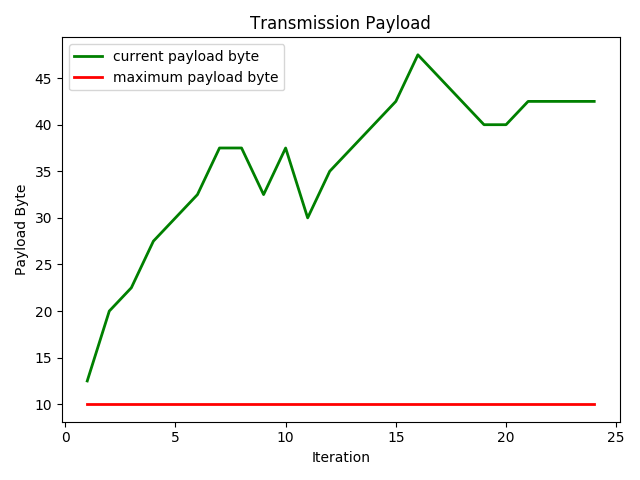 Transmission Payload
current payload byte
maximum payload byte
45
40
35
30
25
20
15
10
Payload Byte
0 5 10 15 20 25
Iteration